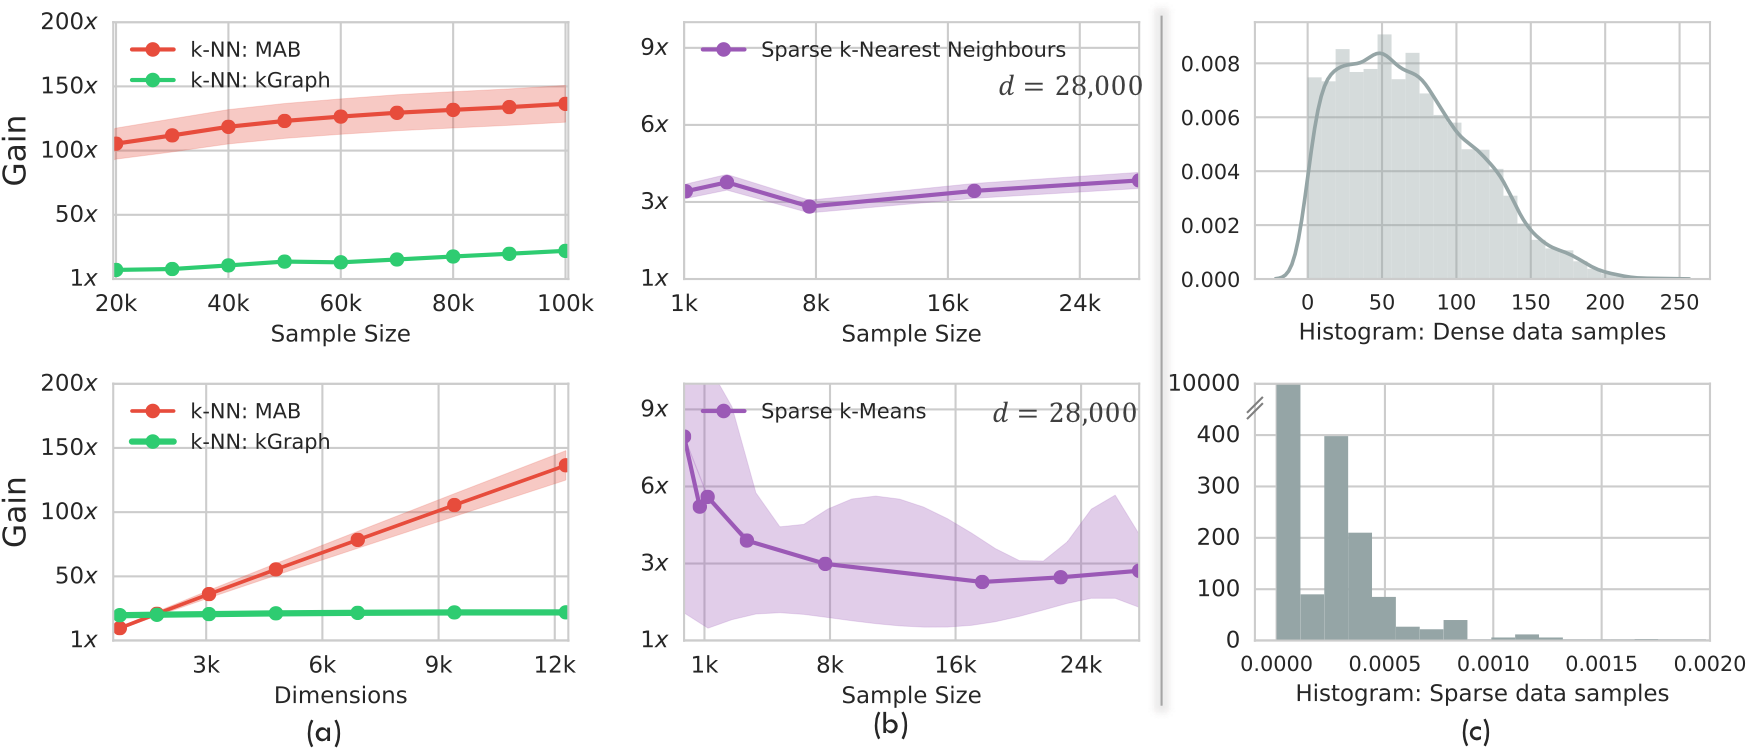 200x
150x
100x
50x
1x
Gain
k-NN: MAB
k-NN: kGraph
20k 40k 60k 80k 100k
Sample Size
9x
6x
3x
1x
Sparse k-Nearest Neighbours
d = 28,000
1k 8k 16k 24k
Sample Size
0.008
0.006
0.004
0.002
0.000
0 50 100 150 200 250
Histogram: Dense data samples
200x
150x
100x
50x
1x
Gain
k-NN: MAB
k-NN: kGraph
3k 6k 9k 12k
Dimensions
(a)
9x
6x
3x
1x
Sparse k-Means
d = 28,000
1k 8k 16k 24k
Sample Size
(b)
10000
400
300
200
100
0
0.0000 0.0005 0.0010 0.0015 0.0020
Histogram: Sparse data samples
(c)